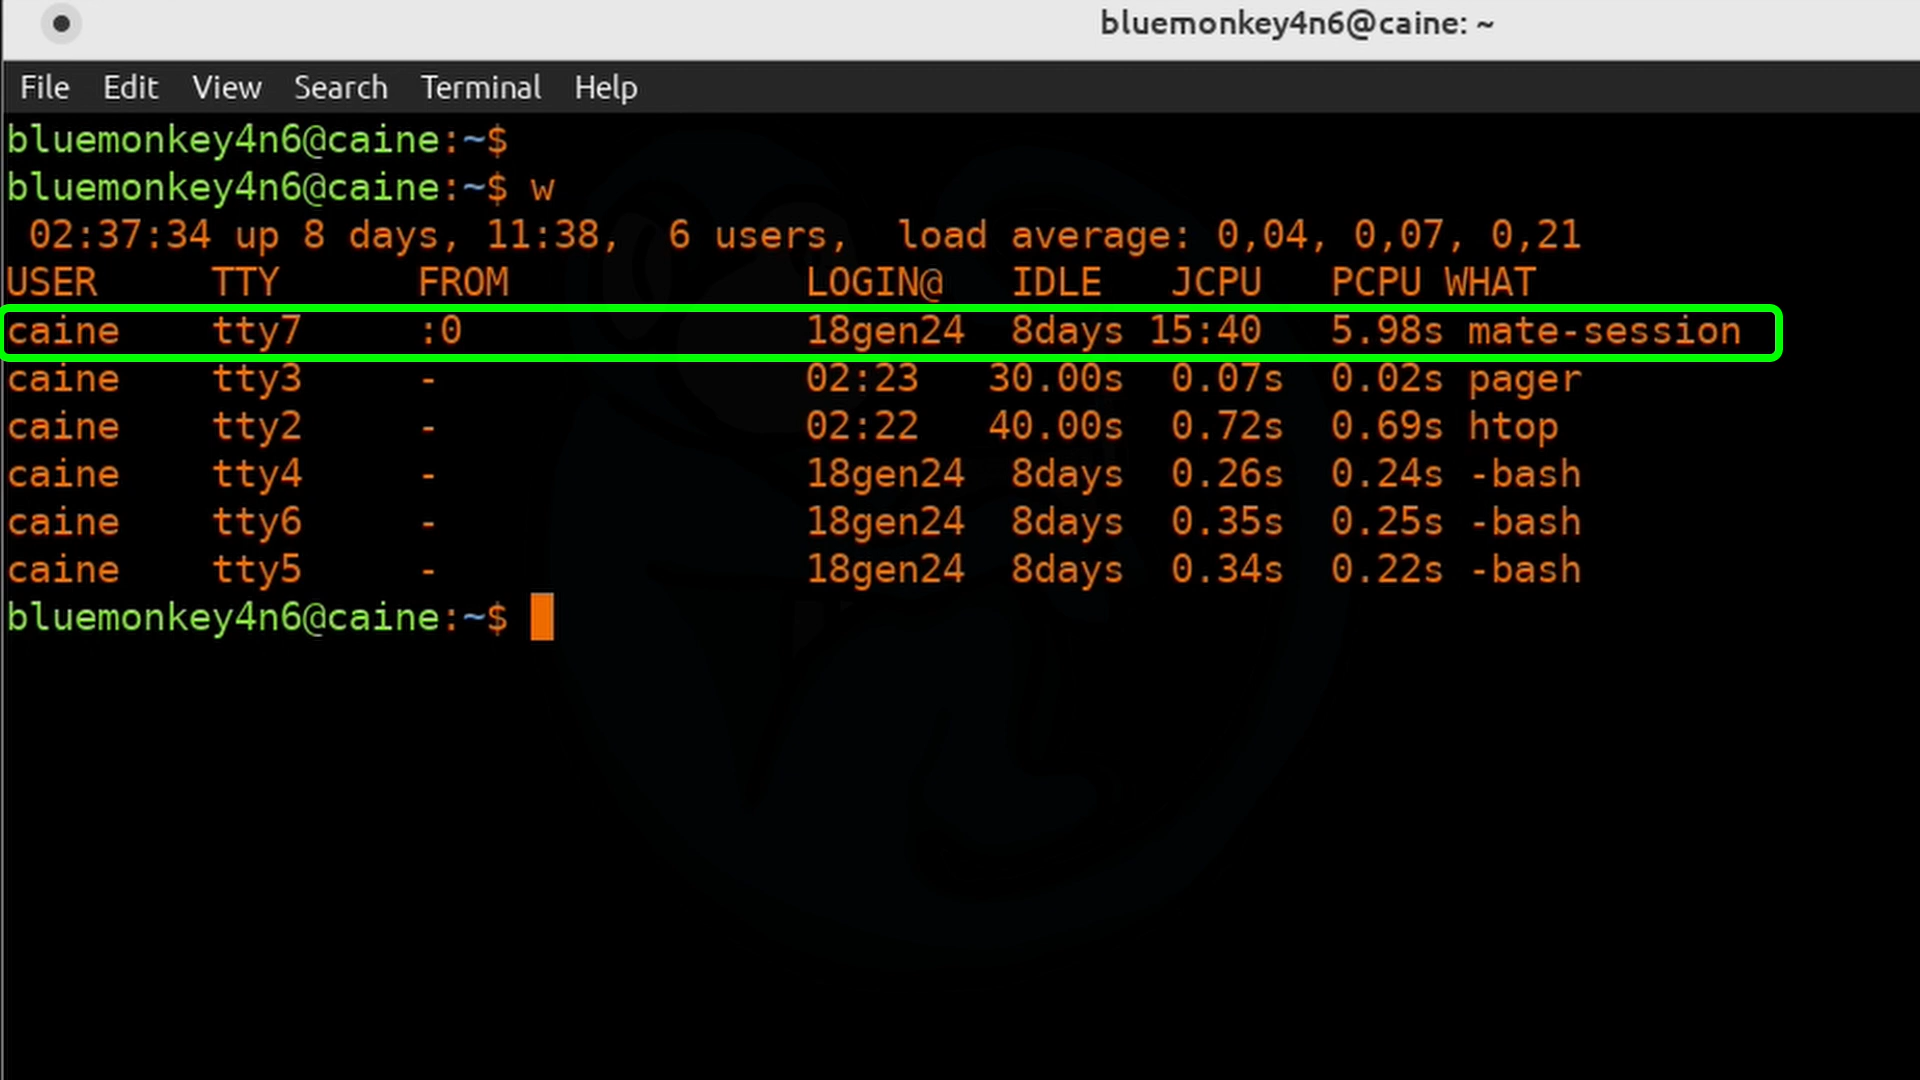 bluemonkey4n6@caine: ~
File Edit View Search Terminal Help
bluemonkey4n6@caine:~$
bluemonkey4n6@caine:~$ w
02:37:34 up 8 days, 11:38, 6 users, load average: 0,04, 0,07, 0,21
USER TTY FROM LOGIN@ IDLE JCPU PCPU WHAT
caine tty7 :0 18gen24 8days 15:40 5.98s mate-session
caine tty3 - 02:23 30.00s 0.07s 0.02s pager
caine tty2 - 02:22 40.00s 0.72s 0.69s htop
caine tty4 - 18gen24 8days 0.26s 0.24s -bash
caine tty6 - 18gen24 8days 0.35s 0.25s -bash
caine tty5 - 18gen24 8days 0.34s 0.22s -bash
bluemonkey4n6@caine:~$